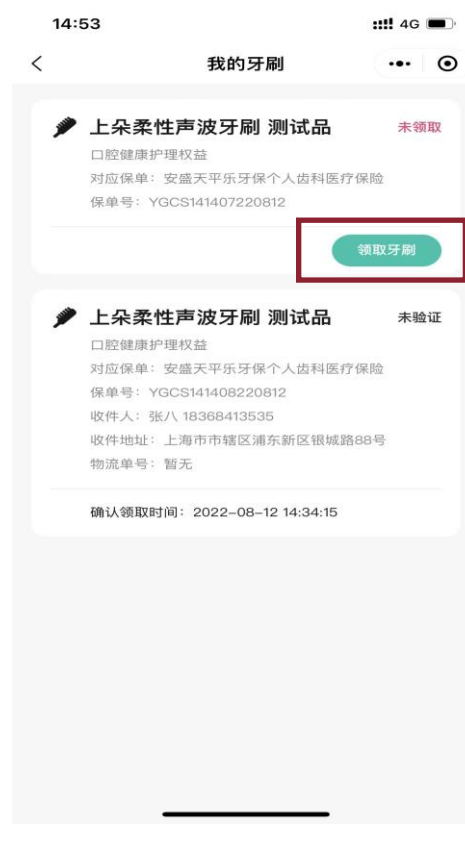 14:53
4G
我的牙刷
上朵柔性声波牙刷 测试品
未领取
口腔健康护理权益
对应保单：安盛天平乐牙保个人齿科医疗保险
保单号：YGCS141407220812
领取牙刷
上朵柔性声波牙刷 测试品
未验证
口腔健康护理权益
对应保单：安盛天平乐牙保个人齿科医疗保险
保单号：YGCS141408220812
收件人：张八 18368413535
收件地址：上海市市辖区浦东新区银城路88号
物流单号：暂无
确认领取时间：2022-08-12 14:34:15